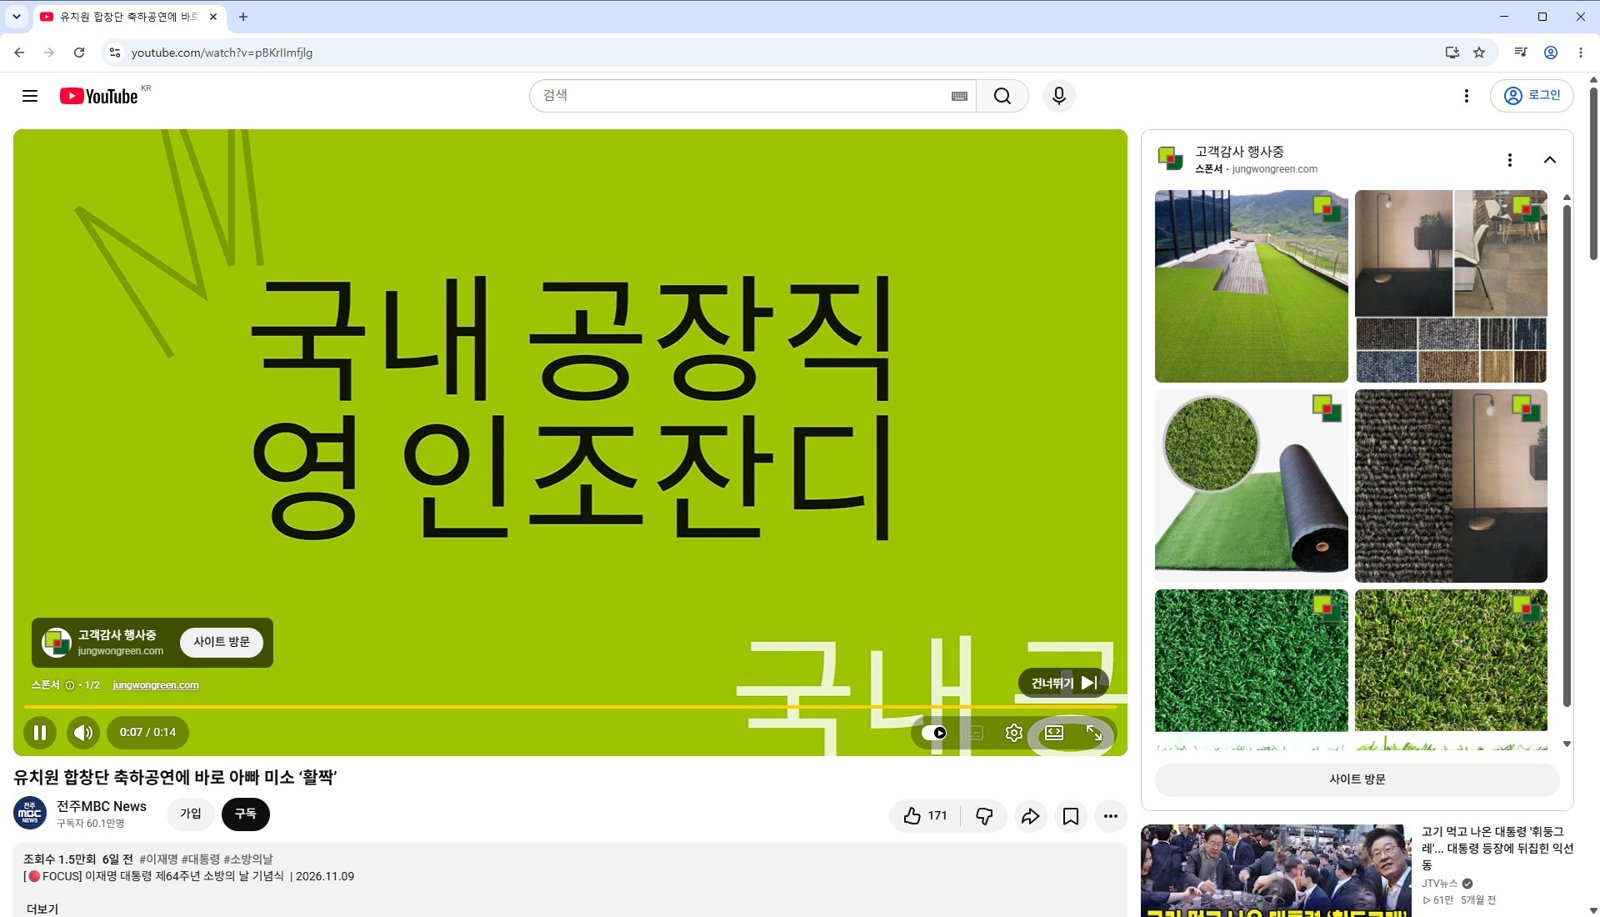 유치원 합창단 축하공연에 바로
youtube.com/watch?v=pBKrIImfjlg
YouTube KR
검색
로그인
국내 공장직
영 인조잔디
국내 공
고객감사 행사중
jungwongreen.com
사이트 방문
스폰서 · 1/2 jungwongreen.com
건너뛰기
0:07 / 0:14
유치원 합창단 축하공연에 바로 아빠 미소 ‘활짝’
전주 MBC NEWS
전주MBC News
구독자 60.1만명
가입
구독
171
조회수 1.5만회 6일 전 #이재명 #대통령 #소방의날
[🔴FOCUS] 이재명 대통령 제64주년 소방의 날 기념식 | 2026.11.09
더보기
고객감사 행사중
스폰서 · jungwongreen.com
사이트 방문
고기 먹고 나온 대통령 '휘둥그
레'... 대통령 등장에 뒤집힌 익선
동
JTV뉴스
61만 5개월 전